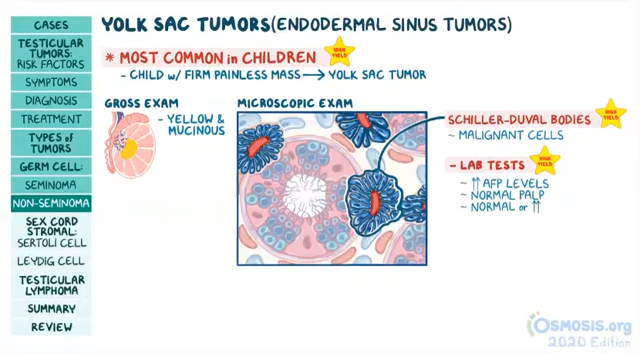 CASES
TESTICULAR
TUMORS:
RISK FACTORS
SYMPTOMS
DIAGNOSIS
TREATMENT
TYPES of
TUMORS
GERM CELL:
SEMINOMA
NON-SEMINOMA
SEX CORD
STROMAL:
SERTOLI CELL
LEYDIG CELL
TESTICULAR
LYMPHOMA
SUMMARY
REVIEW
YOLK SAC TUMORS (ENDODERMAL SINUS TUMORS)
* MOST COMMON in CHILDREN
HIGH
YIELD
- CHILD w/ FIRM PAINLESS MASS → YOLK SAC TUMOR
GROSS EXAM
- YELLOW &
MUCINOUS
MICROSCOPIC EXAM
SCHILLER-DUVAL BODIES
HIGH
YIELD
~ MALIGNANT CELLS
- LAB TESTS
HIGH
YIELD
~ ↑↑ AFP LEVELS
~ NORMAL PALP
~ NORMAL or ↑↑
OSMOSIS.org
2020 Edition